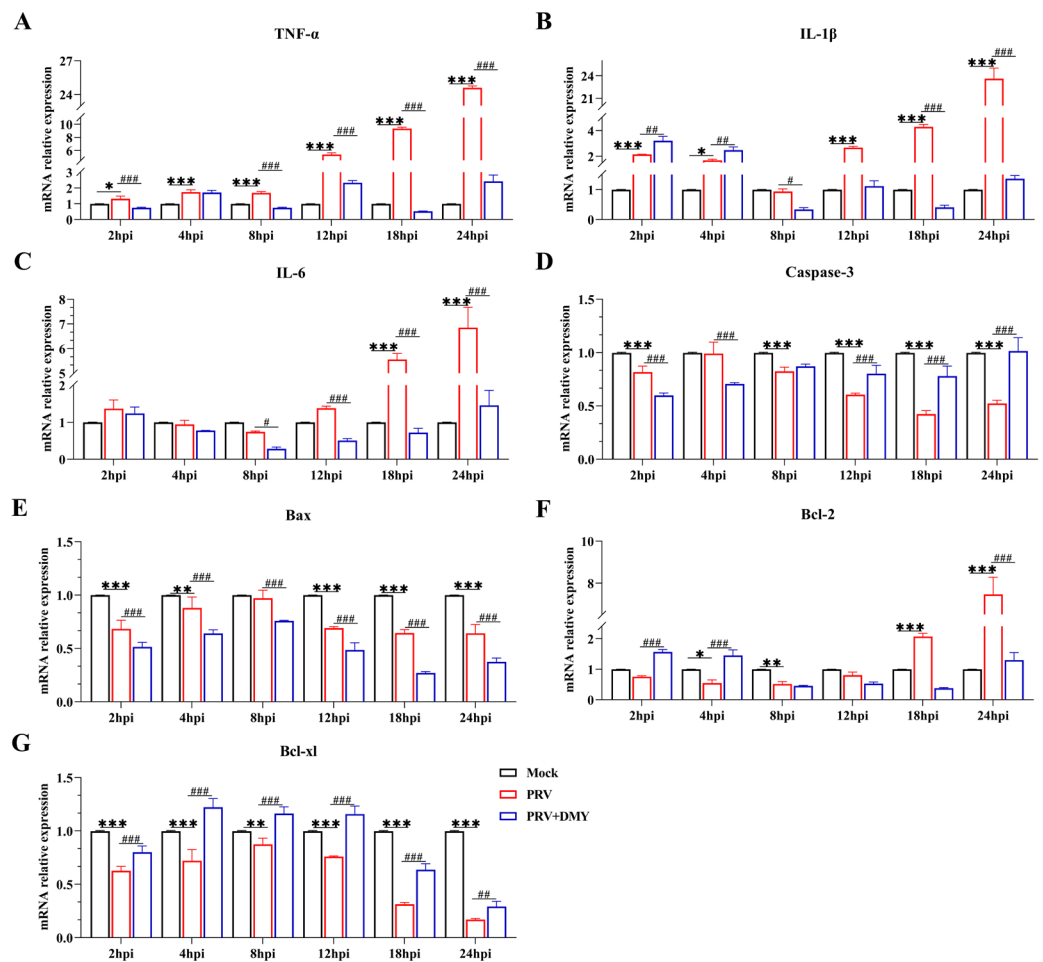 A
TNF-α
mRNA relative expression
27
24
10
8
6
3
2
1
0
* ### *** *** ### *** ### *** ### *** ###
2hpi 4hpi 8hpi 12hpi 18hpi 24hpi
B
IL-1β
mRNA relative expression
24
21
4
2
1
0
*** ## * ## # *** *** ### *** ###
2hpi 4hpi 8hpi 12hpi 18hpi 24hpi
C
IL-6
mRNA relative expression
8
7
6
5
2
1
0
# ### *** ### *** ###
2hpi 4hpi 8hpi 12hpi 18hpi 24hpi
D
Caspase-3
mRNA relative expression
1.5
1.0
0.5
0.0
*** ### ### *** *** ### *** ### *** ###
2hpi 4hpi 8hpi 12hpi 18hpi 24hpi
E
Bax
mRNA relative expression
1.5
1.0
0.5
0.0
*** ### ** ### ### *** ### *** ### *** ###
2hpi 4hpi 8hpi 12hpi 18hpi 24hpi
F
Bcl-2
mRNA relative expression
10
8
4
2
1
0
### * ### ** *** *** ###
2hpi 4hpi 8hpi 12hpi 18hpi 24hpi
G
Bcl-xl
mRNA relative expression
1.5
1.0
0.5
0.0
*** ### *** ### ** ### *** ### *** ### *** ##
2hpi 4hpi 8hpi 12hpi 18hpi 24hpi
Mock
PRV
PRV+DMY